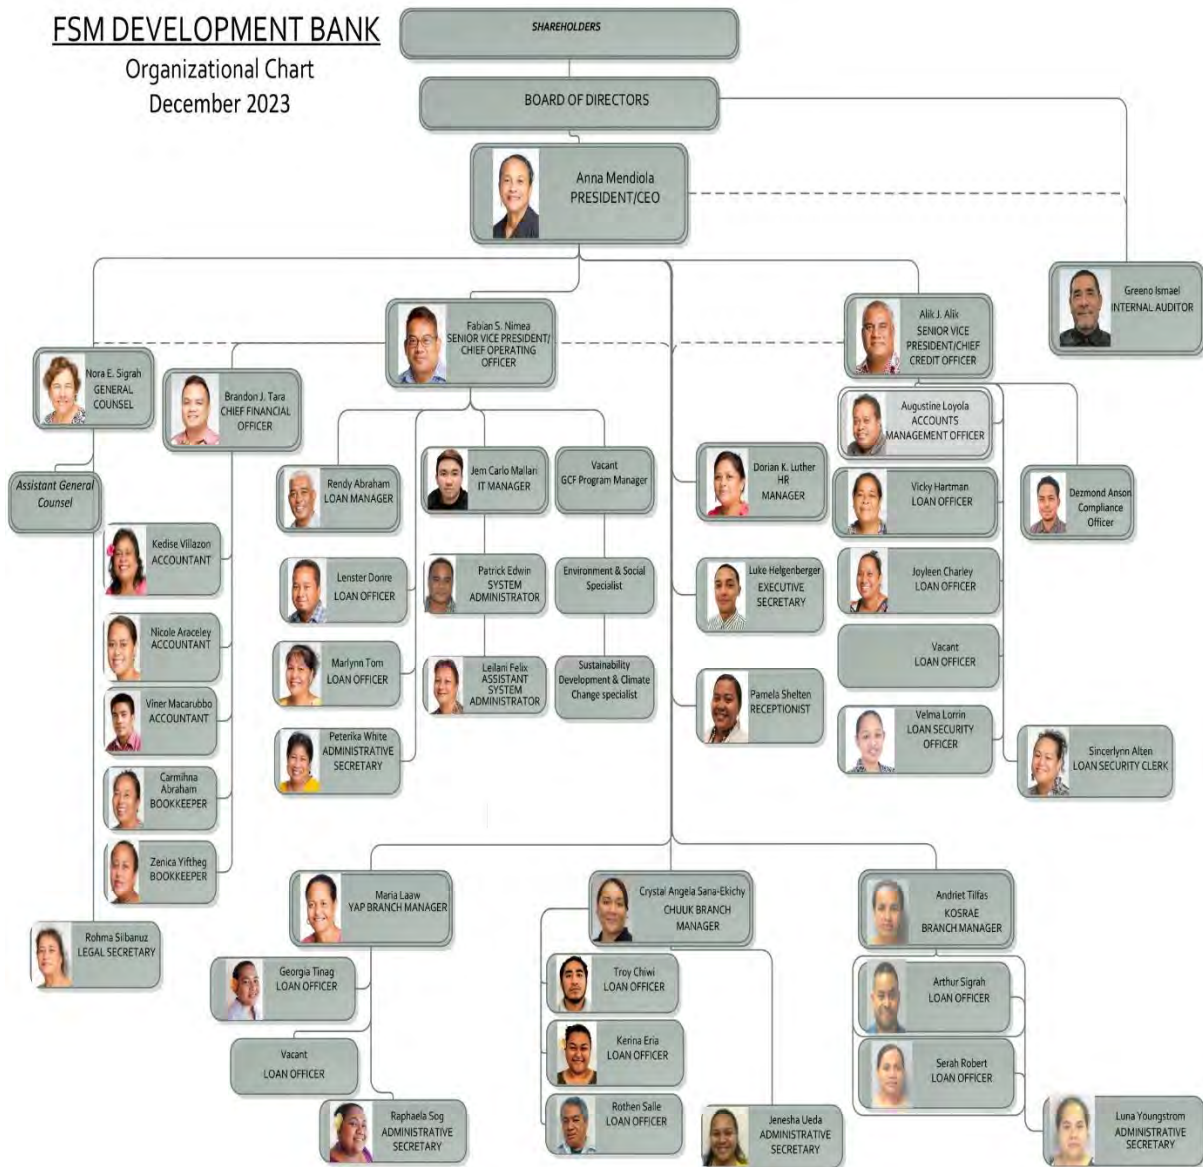 FSM DEVELOPMENT BANK
Organizational Chart
December 2023
SHAREHOLDERS
BOARD OF DIRECTORS
Anna Mendiola
PRESIDENT/CEO
Greeno Ismael
INTERNAL AUDITOR
Fabian S. Nimea
SENIOR VICE PRESIDENT/
CHIEF OPERATING
OFFICER
Alik J. Alik
SENIOR VICE
PRESIDENT/CHIEF
CREDIT OFFICER
Nora E. Sigrah
GENERAL
COUNSEL
Brandon J. Tara
CHIEF FINANCIAL
OFFICER
Assistant General
Counsel
Kedise Villazon
ACCOUNTANT
Nicole Araceley
ACCOUNTANT
Viner Macarubbo
ACCOUNTANT
Carmihna
Abraham
BOOKKEEPER
Zenica Yiftheg
BOOKKEEPER
Rohma Silbanuz
LEGAL SECRETARY
Rendy Abraham
LOAN MANAGER
Lenster Donre
LOAN OFFICER
Marlynn Tom
LOAN OFFICER
Peterika White
ADMINISTRATIVE
SECRETARY
Jem Carlo Mallari
IT MANAGER
Patrick Edwin
SYSTEM
ADMINISTRATOR
Leilani Felix
ASSISTANT
SYSTEM
ADMINISTRATOR
Vacant
GCF Program Manager
Environment & Social
Specialist
Sustainability
Development & Climate
Change specialist
Dorian K. Luther
HR
MANAGER
Luke Helgenberger
EXECUTIVE
SECRETARY
Pamela Shelten
RECEPTIONIST
Augustine Loyola
ACCOUNTS
MANAGEMENT OFFICER
Vicky Hartman
LOAN OFFICER
Joyleen Charley
LOAN OFFICER
Vacant
LOAN OFFICER
Velma Lorrin
LOAN SECURITY
OFFICER
Dezmond Anson
Compliance
Officer
Sincerlynn Alten
LOAN SECURITY CLERK
Maria Laaw
YAP BRANCH MANAGER
Georgia Tinag
LOAN OFFICER
Vacant
LOAN OFFICER
Raphaela Sog
ADMINISTRATIVE
SECRETARY
Crystal Angela Sana-Ekichy
CHUUK BRANCH
MANAGER
Troy Chiwi
LOAN OFFICER
Kerina Eria
LOAN OFFICER
Rothen Salle
LOAN OFFICER
Jenesha Ueda
ADMINISTRATIVE
SECRETARY
Andriet Tilfas
KOSRAE
BRANCH MANAGER
Arthur Sigrah
LOAN OFFICER
Serah Robert
LOAN OFFICER
Luna Youngstrom
ADMINISTRATIVE
SECRETARY